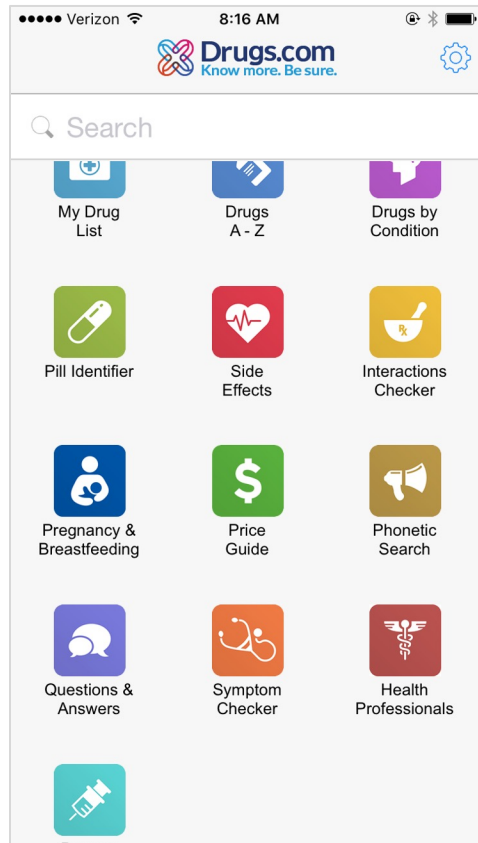 Verizon 8:16 AM
Drugs.com
Know more. Be sure.
Search
My Drug
List
Drugs
A - Z
Drugs by
Condition
Pill Identifier
Side
Effects
Interactions
Checker
Pregnancy &
Breastfeeding
Price
Guide
Phonetic
Search
Questions &
Answers
Symptom
Checker
Health
Professionals